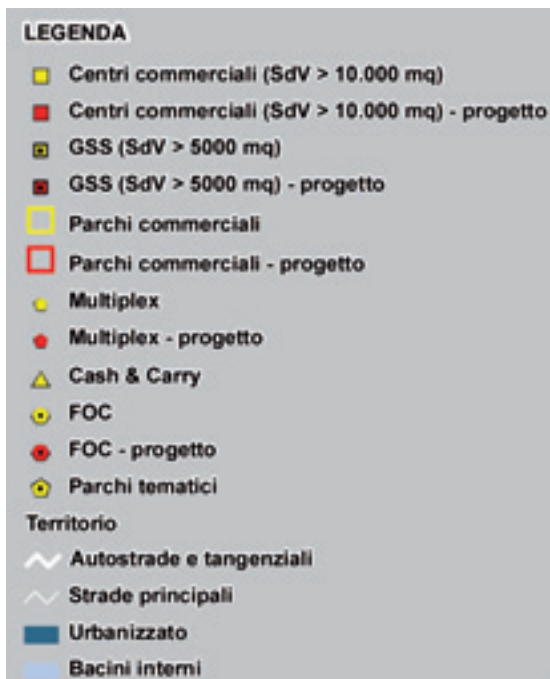 LEGENDA
Centri commerciali (SdV > 10.000 mq)
Centri commerciali (SdV > 10.000 mq) - progetto
GSS (SdV > 5000 mq)
GSS (SdV > 5000 mq) - progetto
Parchi commerciali
Parchi commerciali - progetto
Multiplex
Multiplex - progetto
Cash & Carry
FOC
FOC - progetto
Parchi tematici
Territorio
Autostrade e tangenziali
Strade principali
Urbanizzato
Bacini interni